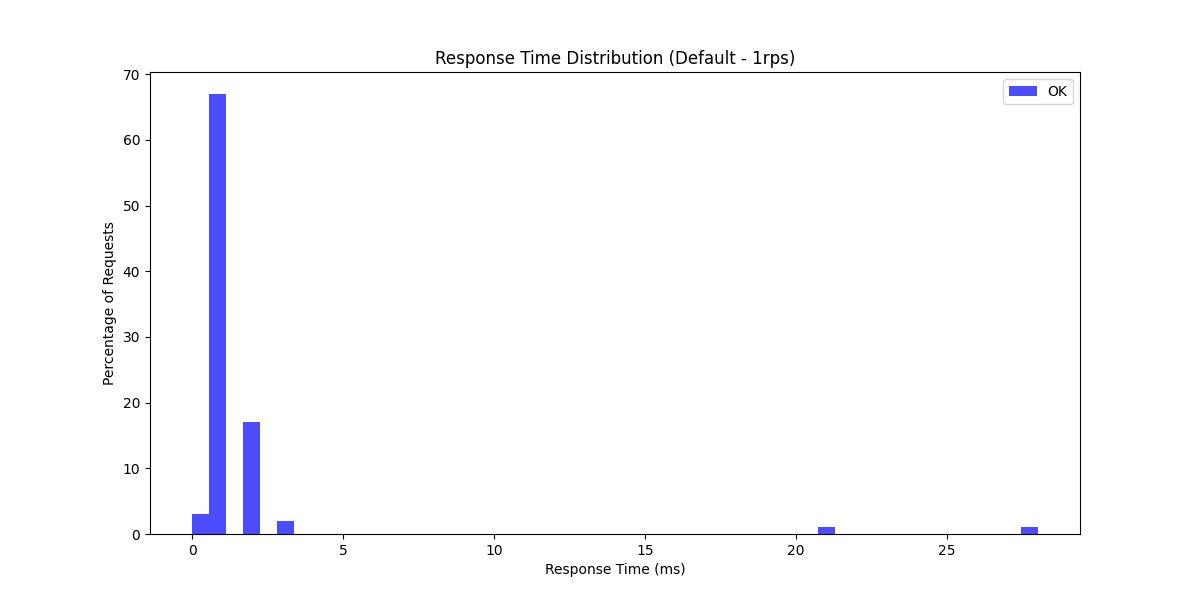 Response Time Distribution (Default - 1rps)
OK
Percentage of Requests
70
60
50
40
30
20
10
0
0 5 10 15 20 25
Response Time (ms)